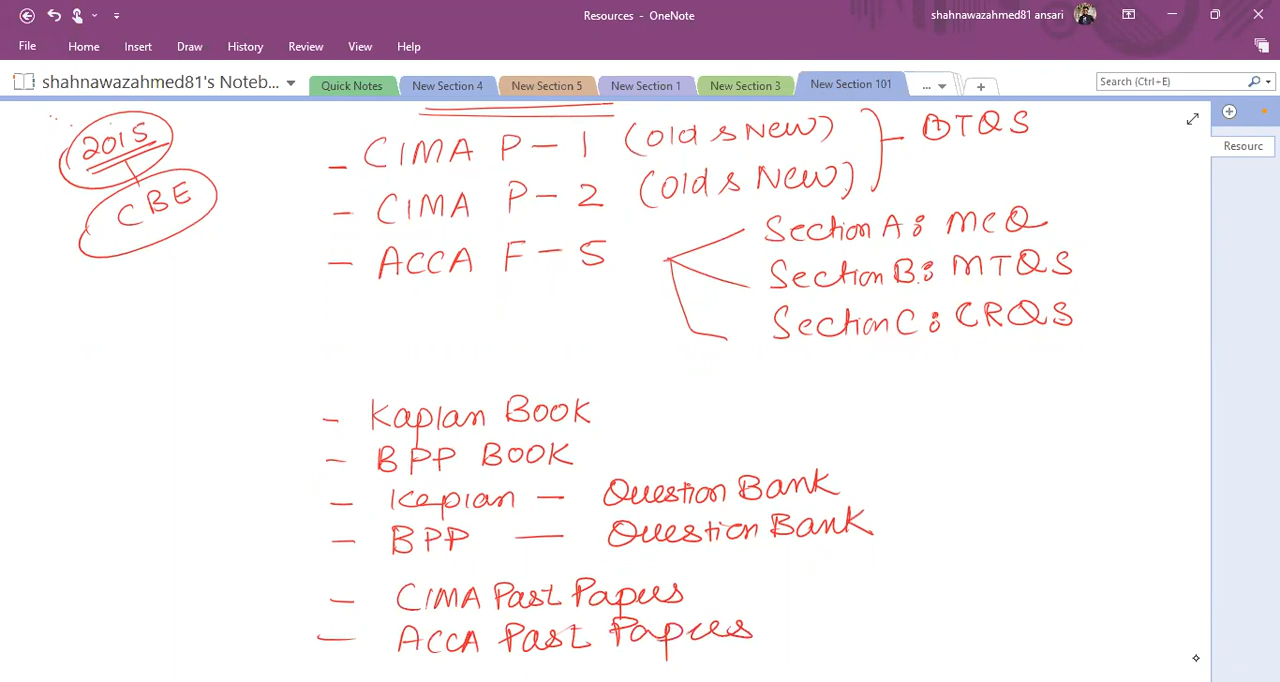 Resources - OneNote
shahnawazahmed81 ansari
File Home Insert Draw History Review View Help
shahnawazahmed81's Noteb...
Quick Notes
New Section 4
New Section 5
New Section 1
New Section 3
New Section 101
...
Search (Ctrl+E)
Resourc
2015
CBE
- CIMA P-1 (Old & New)
- CIMA P-2 (Old & New)
OTQS
- ACCA F-5
Section A: MCQ
Section B: MTQS
Section C: CRQS
- Kaplan Book
- BPP BOOK
- Kaplan - Question Bank
- BPP - Question Bank
- CIMA Past Papers
- ACCA Past Papers